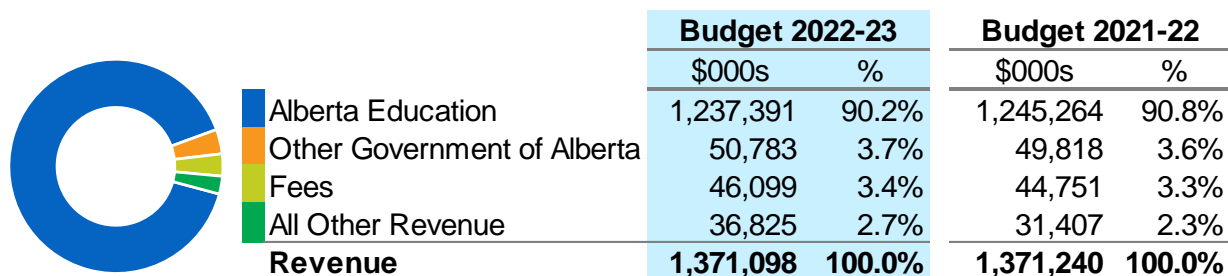 Budget 2022-23 Budget 2021-22
$000s % $000s %
Alberta Education 1,237,391 90.2% 1,245,264 90.8%
Other Government of Alberta 50,783 3.7% 49,818 3.6%
Fees 46,099 3.4% 44,751 3.3%
All Other Revenue 36,825 2.7% 31,407 2.3%
Revenue 1,371,098 100.0% 1,371,240 100.0%